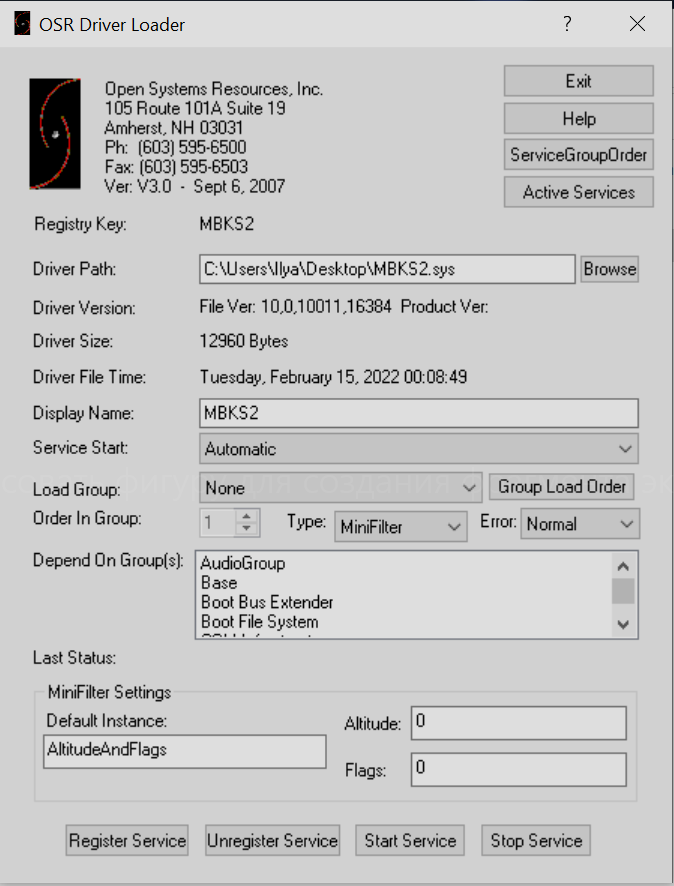 OSR Driver Loader
?
Open Systems Resources, Inc.
105 Route 101A Suite 19
Amherst, NH 03031
Ph: (603) 595-6500
Fax: (603) 595-6503
Ver: V3.0 - Sept 6, 2007
Exit
Help
ServiceGroupOrder
Active Services
Registry Key: MBKS2
Driver Path: C:\Users\Ilya\Desktop\MBKS2.sys Browse
Driver Version: File Ver: 10,0,10011,16384 Product Ver:
Driver Size: 12960 Bytes
Driver File Time: Tuesday, February 15, 2022 00:08:49
Display Name: MBKS2
Service Start: Automatic
Load Group: None Group Load Order
Order In Group: 1 Type: MiniFilter Error: Normal
Depend On Group(s): AudioGroup
Base
Boot Bus Extender
Boot File System
Last Status:
MiniFilter Settings
Default Instance:
AltitudeAndFlags
Altitude: 0
Flags: 0
Register Service Unregister Service Start Service Stop Service